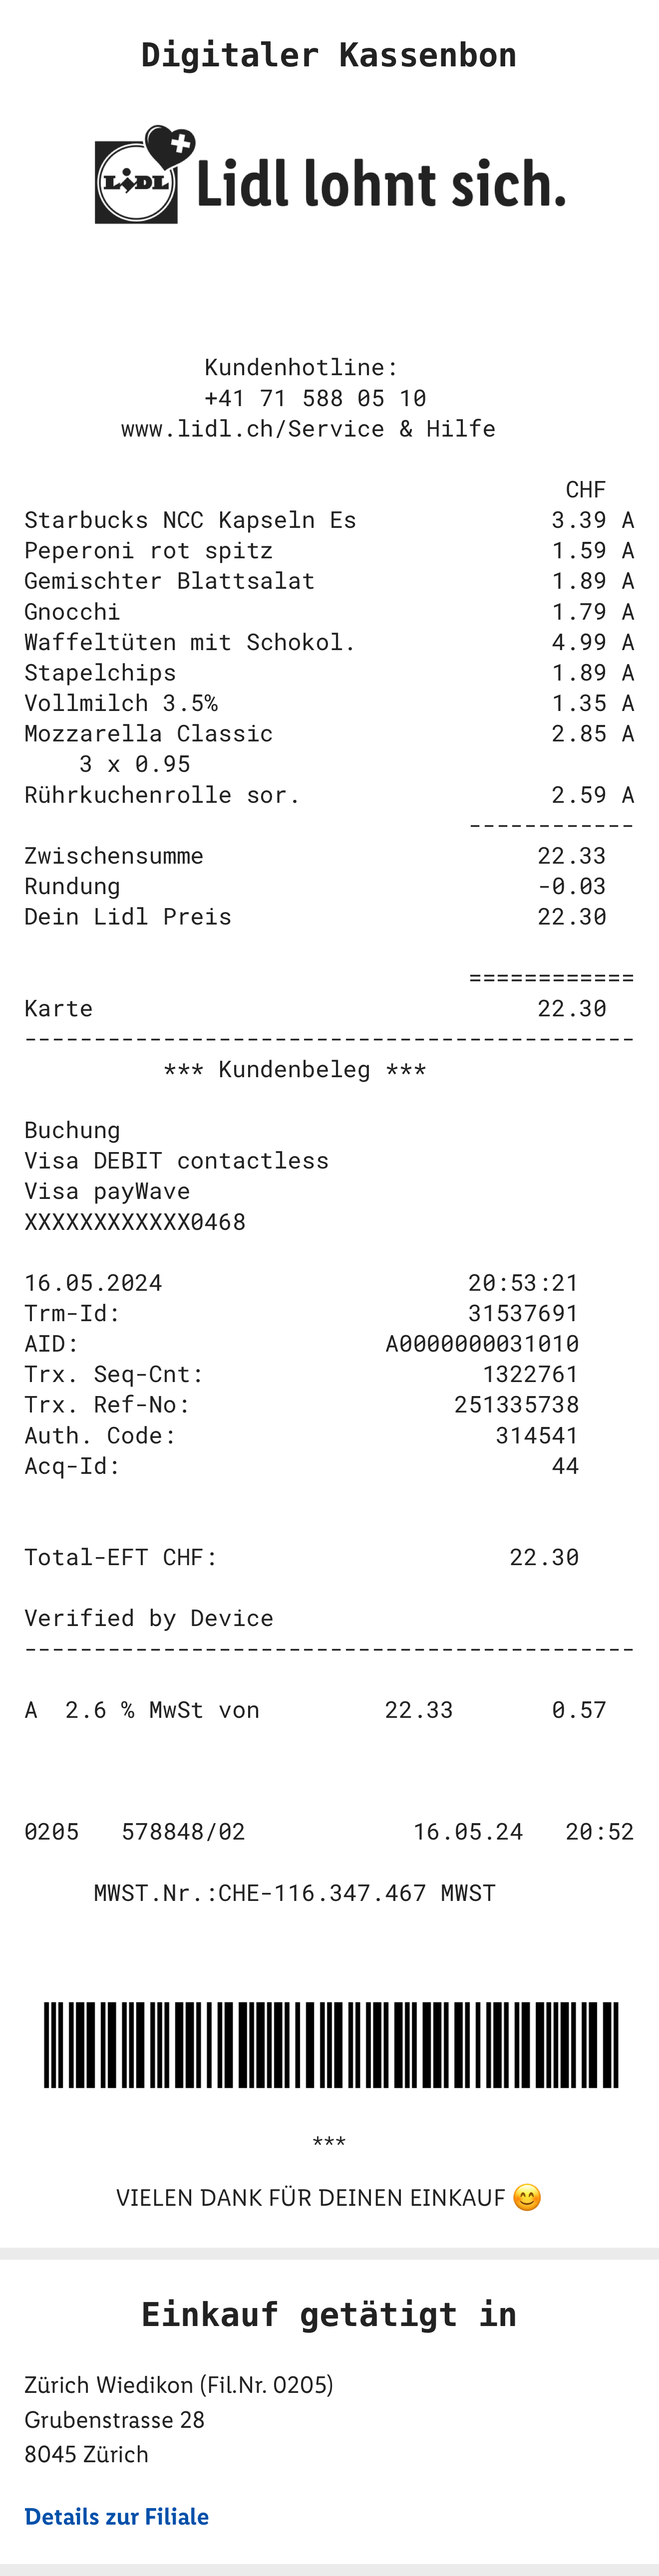 Digitaler Kassenbon
LIDL Lidl lohnt sich.
Kundenhotline:
+41 71 588 05 10
www.lidl.ch/Service & Hilfe
CHF
Starbucks NCC Kapseln Es 3.39 A
Peperoni rot spitz 1.59 A
Gemischter Blattsalat 1.89 A
Gnocchi 1.79 A
Waffeltüten mit Schokol. 4.99 A
Stapelchips 1.89 A
Vollmilch 3.5% 1.35 A
Mozzarella Classic 2.85 A
3 x 0.95
Rührkuchenrolle sor. 2.59 A
------------
Zwischensumme 22.33
Rundung -0.03
Dein Lidl Preis 22.30
============
Karte 22.30
--------------------------------------------
*** Kundenbeleg ***
Buchung
Visa DEBIT contactless
Visa payWave
XXXXXXXXXXXX0468
16.05.2024 20:53:21
Trm-Id: 31537691
AID: A0000000031010
Trx. Seq-Cnt: 1322761
Trx. Ref-No: 251335738
Auth. Code: 314541
Acq-Id: 44
Total-EFT CHF: 22.30
Verified by Device
--------------------------------------------
A 2.6 % MwSt von 22.33 0.57
0205 578848/02 16.05.24 20:52
MWST.Nr.:CHE-116.347.467 MWST
***
VIELEN DANK FÜR DEINEN EINKAUF 😊
Einkauf getätigt in
Zürich Wiedikon (Fil.Nr. 0205)
Grubenstrasse 28
8045 Zürich
Details zur Filiale